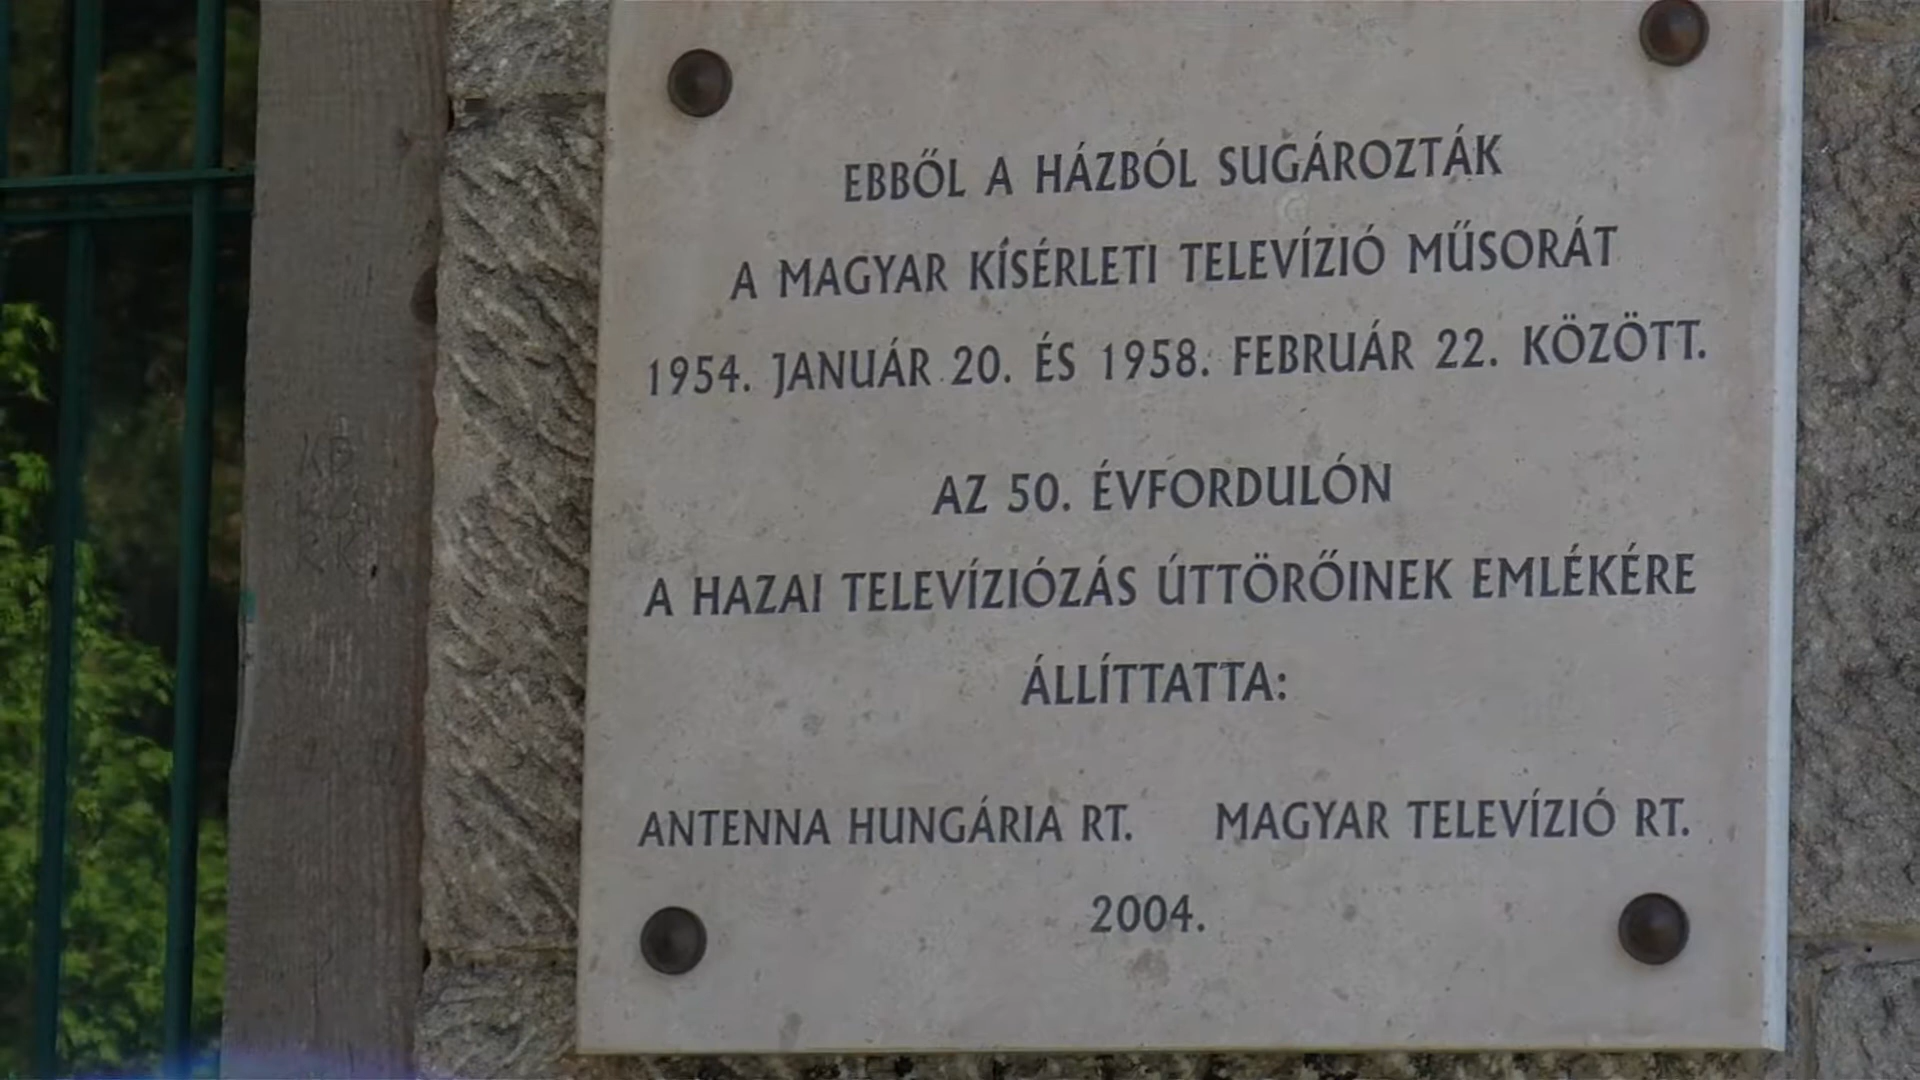 EBBŐL A HÁZBÓL SUGÁROZTÁK
A MAGYAR KÍSÉRLETI TELEVÍZIÓ MŰSORÁT
1954. JANUÁR 20. ÉS 1958. FEBRUÁR 22. KÖZÖTT.
AZ 50. ÉVFORDULÓN
A HAZAI TELEVÍZIÓZÁS ÚTTÖRŐINEK EMLÉKÉRE
ÁLLÍTTATTA:
ANTENNA HUNGÁRIA RT. MAGYAR TELEVÍZIÓ RT.
2004.